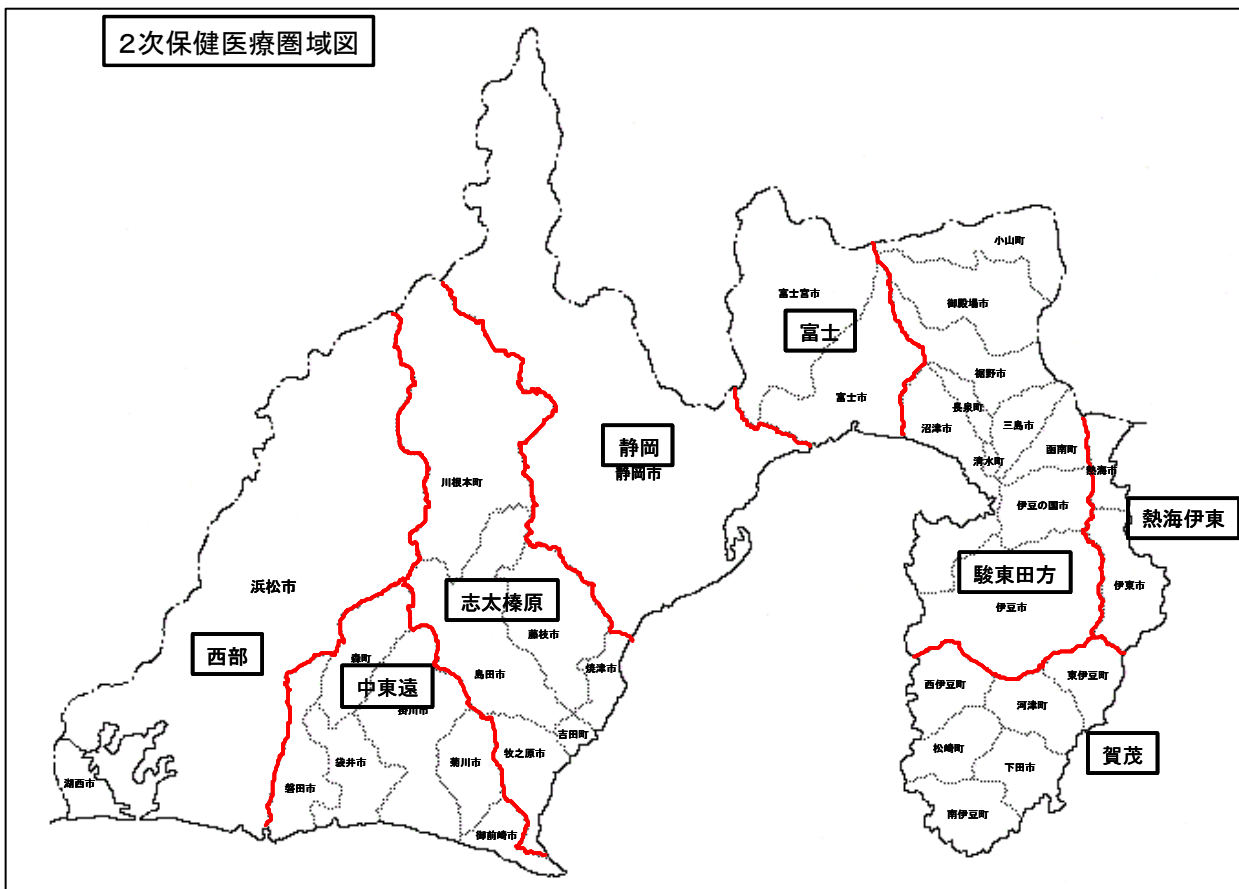 2次保健医療圏域図
小山町
富士宮市
御殿場市
富士
裾野市
富士市
長泉町
沼津市
三島市
函南町
静岡
静岡市
清水町
熱海市
川根本町
伊豆の国市
熱海伊東
駿東田方
浜松市
志太榛原
伊東市
伊豆市
藤枝市
西部
森町
焼津市
島田市
東伊豆町
中東遠
西伊豆町
掛川市
河津町
吉田町
牧之原市
松崎町
賀茂
袋井市
菊川市
下田市
湖西市
磐田市
南伊豆町
御前崎市